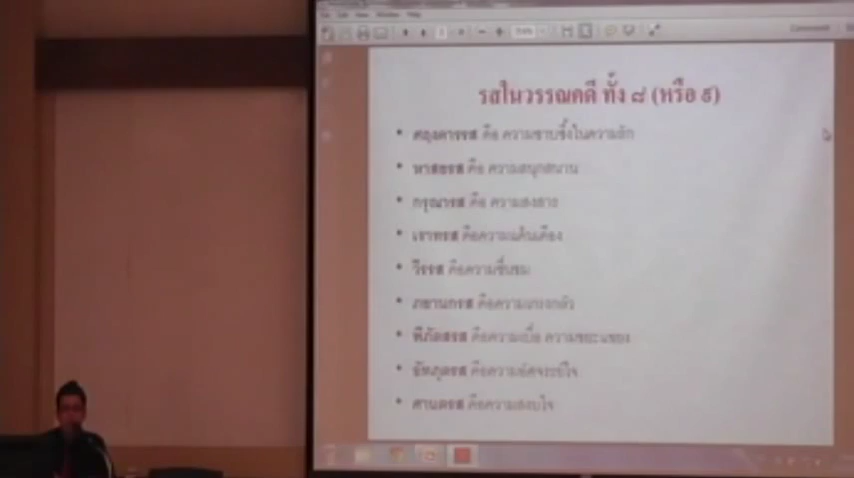 รสในวรรณคดี ทั้ง ๘ (หรือ ๙)
• ศฤงคารรส คือ ความซาบซึ้งในความรัก
• หาสยรส คือ ความสนุกสนาน
• กรุณารส คือ ความสงสาร
• เราทรส คือความแค้นเคือง
• วีรรส คือความชื่นชม
• ภยานกรส คือความเกรงกลัว
• พีภัตสรส คือความเบื่อ ความขยะแขยง
• อัทภุตรส คือความอัศจรรย์ใจ
• ศานตรส คือความสงบใจ